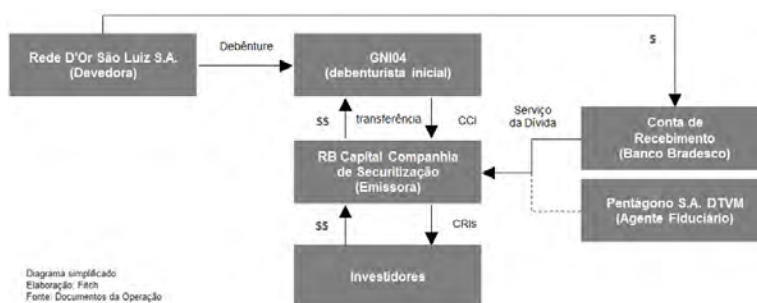 $
Rede D'Or São Luiz S.A.
(Devedora)
Debênture
GNI04
(debenturista inicial)
$$
transferência
CCI
Serviço
da Dívida
Conta de
Recebimento
(Banco Bradesco)
RB Capital Companhia
de Securitização
(Emissora)
Pentágono S.A. DTVM
(Agente Fiduciário)
$$
CRIs
Investidores
Diagrama simplificado
Elaboração: Fitch
Fonte: Documentos da Operação